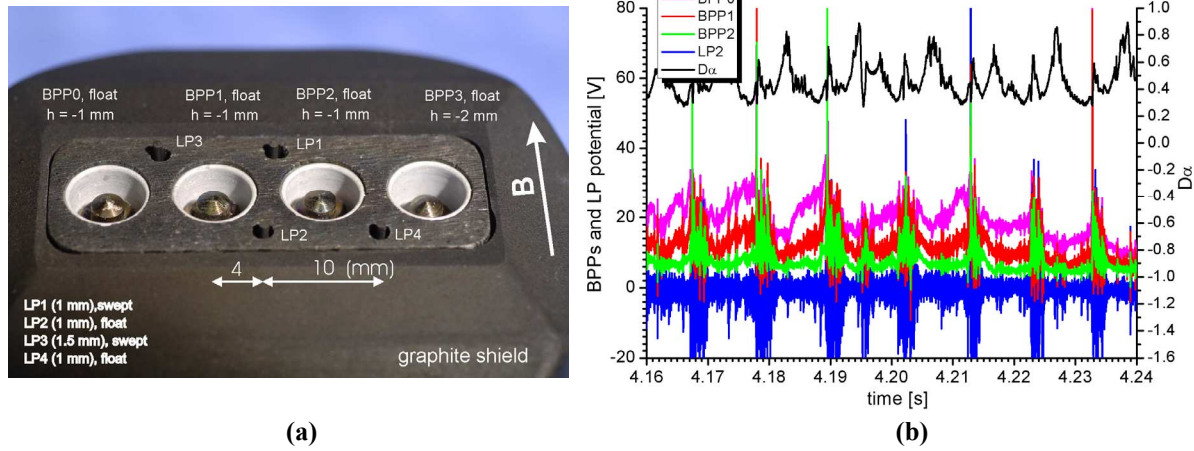 BPP0, float
h = -1 mm
BPP1, float
h = -1 mm
BPP2, float
h = -1 mm
BPP3, float
h = -2 mm
LP3
LP1
B
LP2
LP4
4
10 (mm)
LP1 (1 mm),swept
LP2 (1 mm), float
LP3 (1.5 mm), swept
LP4 (1 mm), float
graphite shield
(a)
BPP1
BPP2
LP2
Dα
BPPs and LP potential [V]
80
60
40
20
0
-20
1.0
0.8
0.6
0.4
0.2
0.0
-0.2
-0.4
-0.6
-0.8
-1.0
-1.2
-1.4
-1.6
Dα
4.16 4.17 4.18 4.19 4.20 4.21 4.22 4.23 4.24
time [s]
(b)